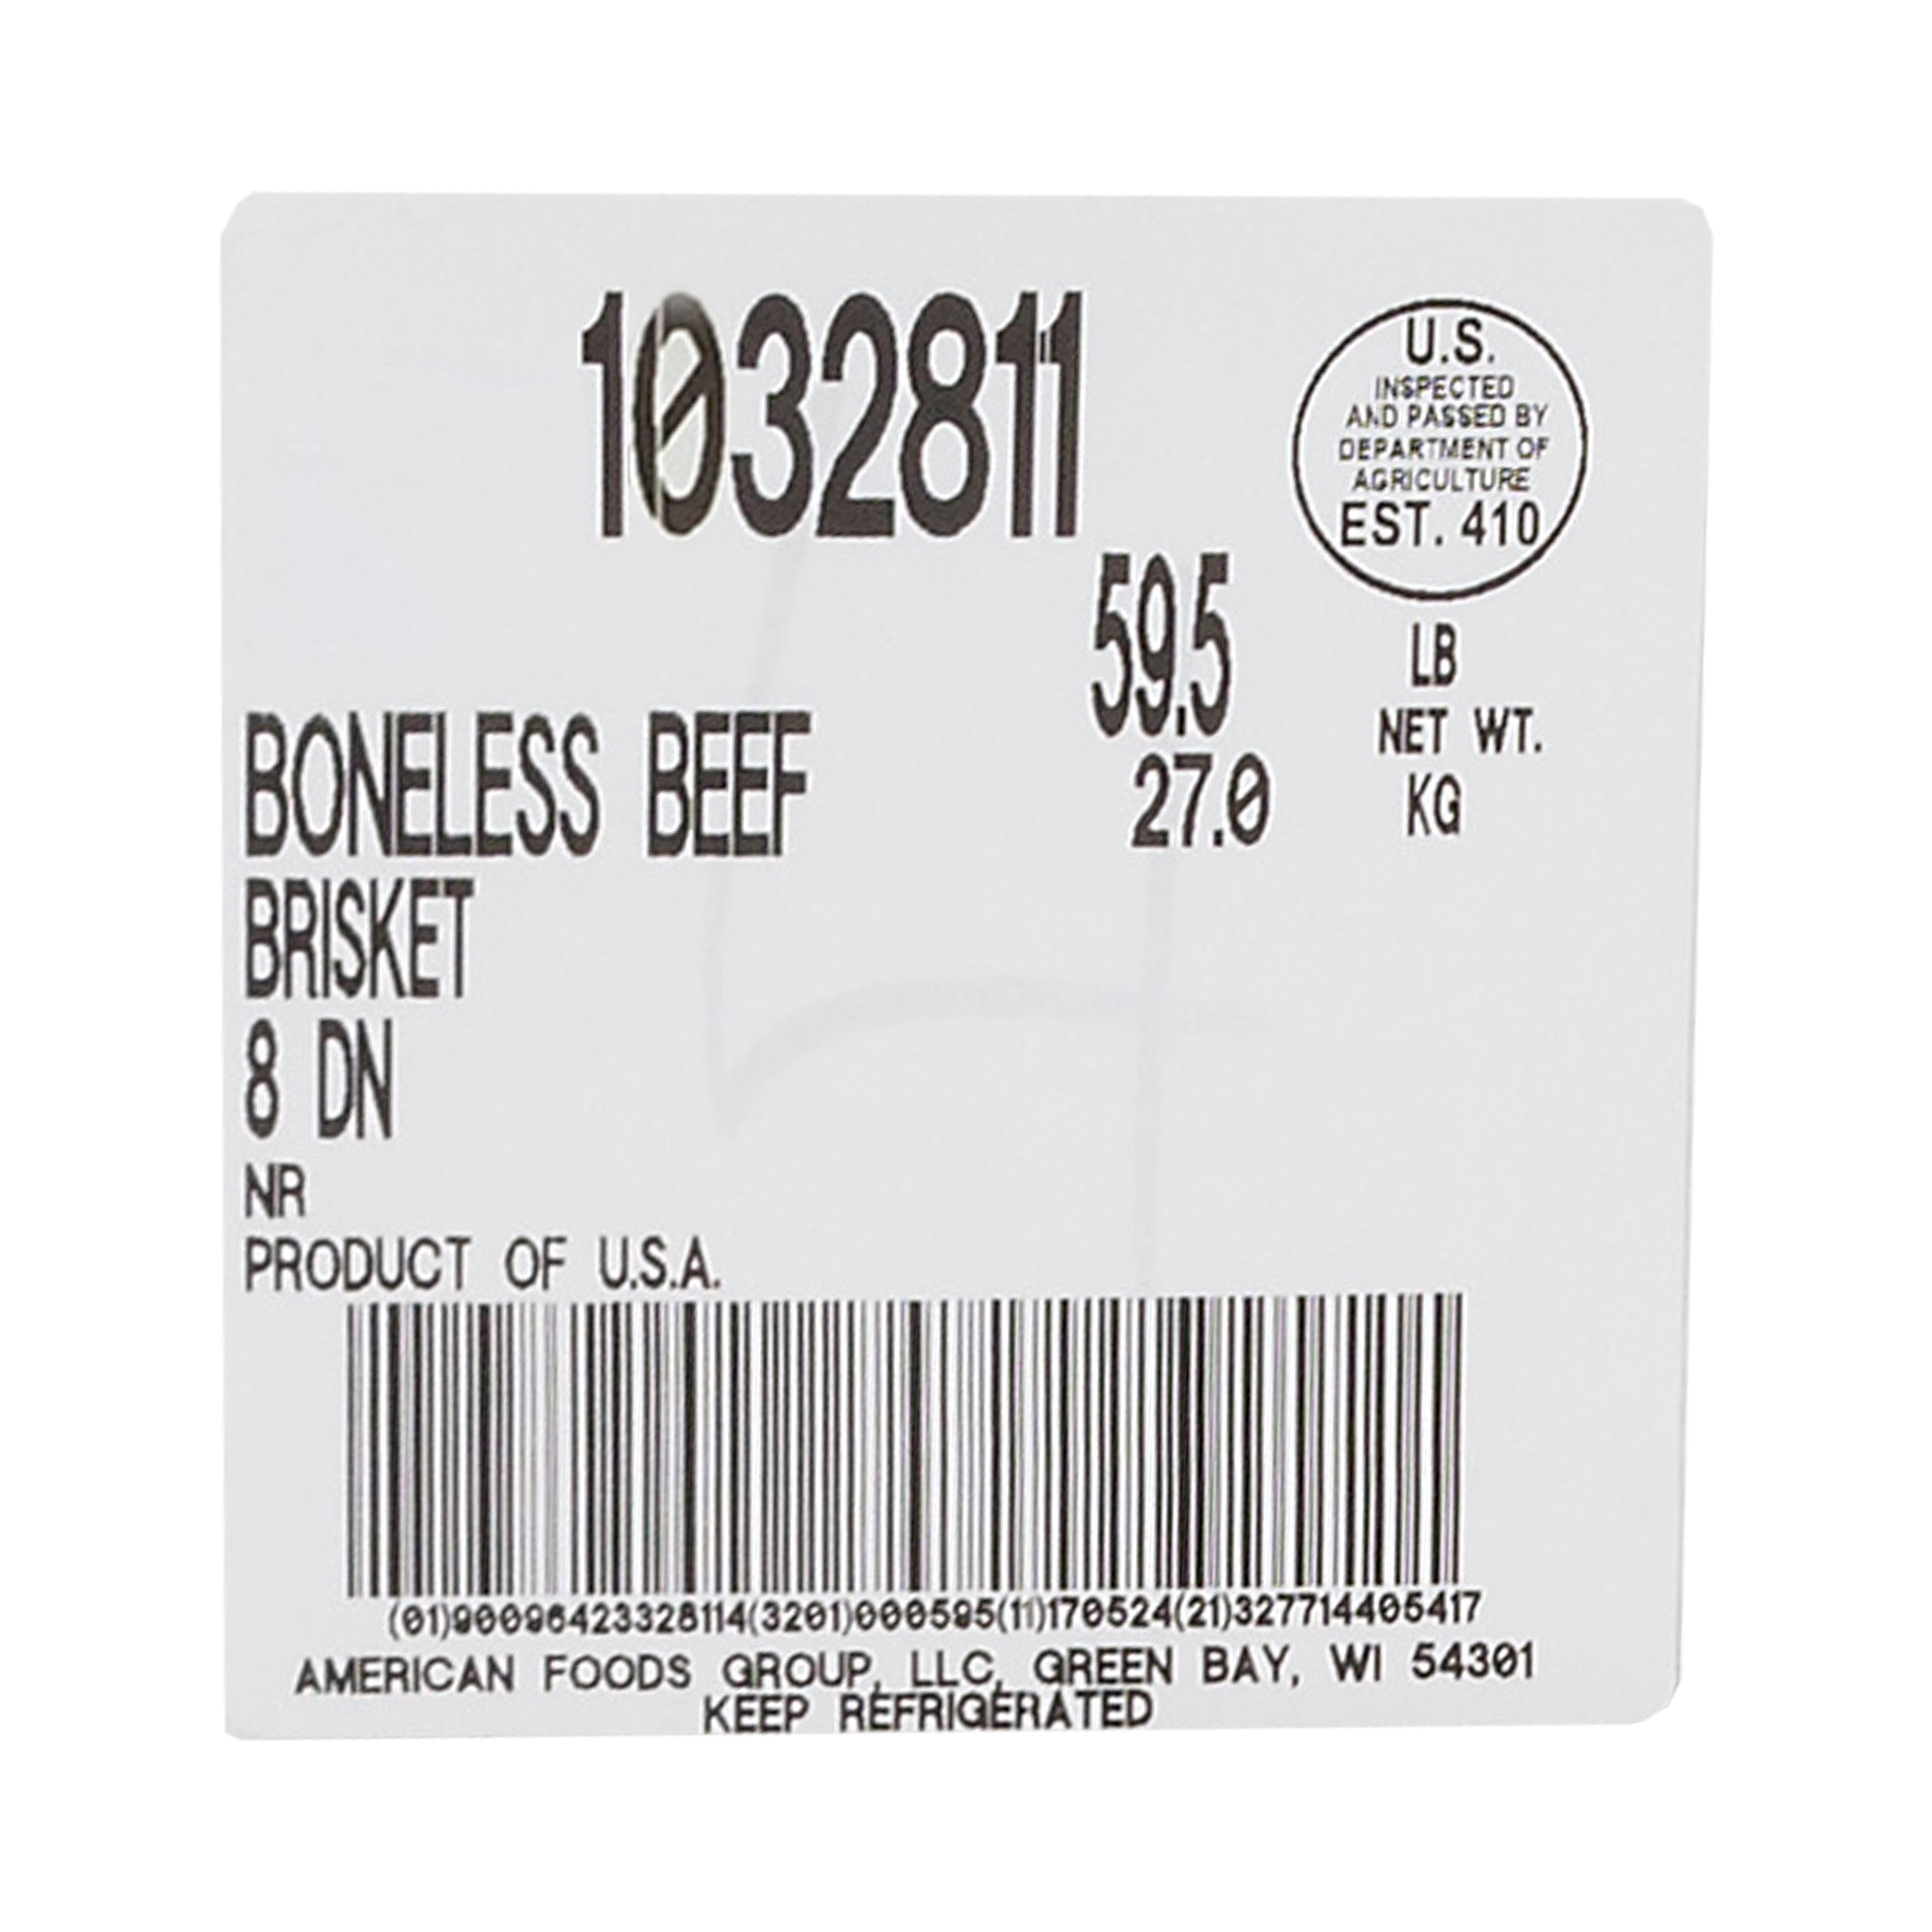 1032811
U.S.
INSPECTED
AND PASSED BY
DEPARTMENT OF
AGRICULTURE
EST. 410
59.5 LB
NET WT.
27.0 KG
BONELESS BEEF
BRISKET
8 DN
NR
PRODUCT OF U.S.A.
(01)90096423328114(3201)000595(11)170524(21)327714405417
AMERICAN FOODS GROUP, LLC, GREEN BAY, WI 54301
KEEP REFRIGERATED